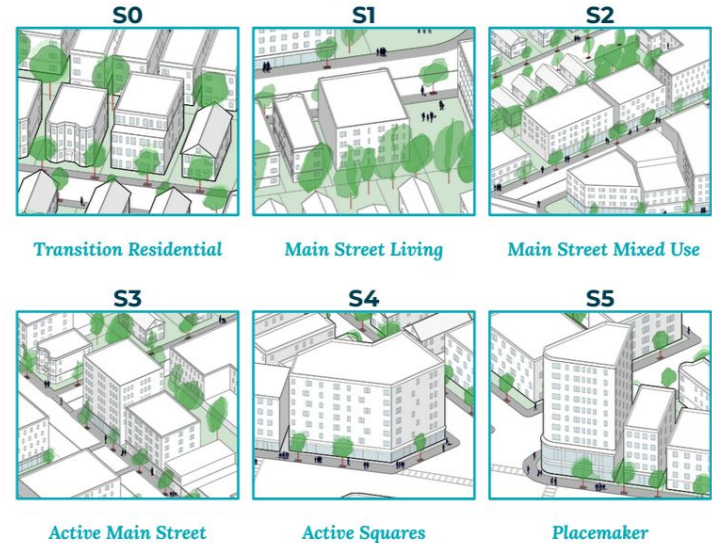 S0
S1
S2
Transition Residential
Main Street Living
Main Street Mixed Use
S3
S4
S5
Active Main Street
Active Squares
Placemaker